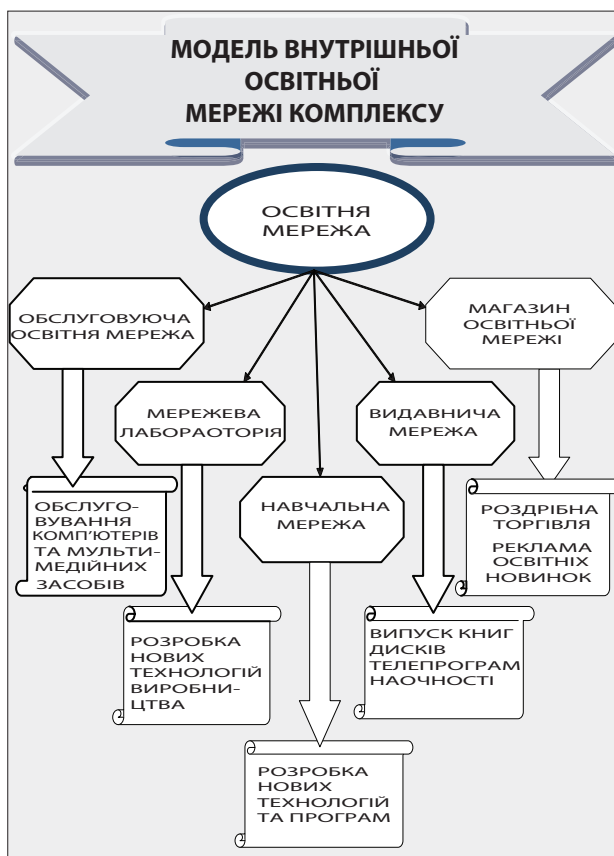 МОДЕЛЬ ВНУТРІШНЬОЇ
ОСВІТНЬОЇ
МЕРЕЖІ КОМПЛЕКСУ
ОСВІТНЯ
МЕРЕЖА
ОБСЛУГОВУЮЧА
ОСВІТНЯ МЕРЕЖА
МАГАЗИН
ОСВІТНЬОЇ
МЕРЕЖІ
МЕРЕЖЕВА
ЛАБОРАОТОРІЯ
ВИДАВНИЧА
МЕРЕЖА
НАВЧАЛЬНА
МЕРЕЖА
ОБСЛУГО-
ВУВАННЯ
КОМП'ЮТЕРІВ
ТА МУЛЬТИ-
МЕДІЙНИХ
ЗАСОБІВ
РОЗДРІБНА
ТОРГІВЛЯ
РЕКЛАМА
ОСВІТНІХ
НОВИНОК
РОЗРОБКА
НОВИХ
ТЕХНОЛОГІЙ
ВИРОБНИ-
ЦТВА
ВИПУСК КНИГ
ДИСКІВ
ТЕЛЕПРОГРАМ
НАОЧНОСТІ
РОЗРОБКА
НОВИХ
ТЕХНОЛОГІЙ
ТА ПРОГРАМ